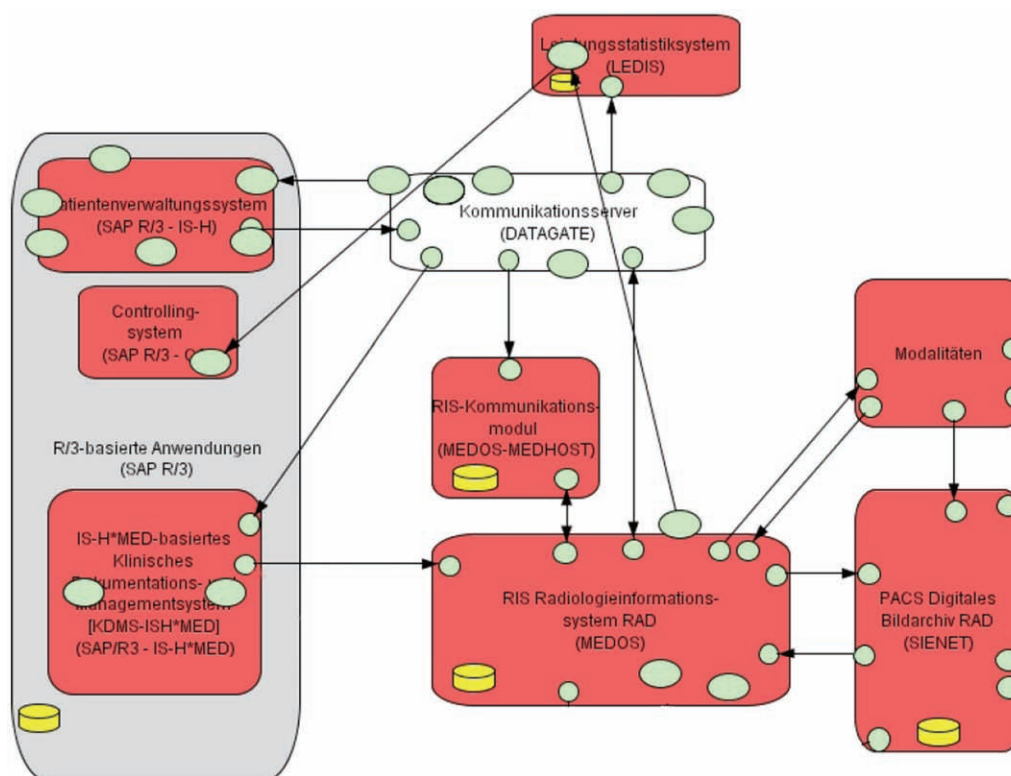 Leistungsstatistiksystem
(LEDIS)
Patientenverwaltungssystem
(SAP R/3 - IS-H)
Kommunikationsserver
(DATAGATE)
Controlling-
system
(SAP R/3 -
Modalitäten
RIS-Kommunikations-
modul
(MEDOS-MEDHOST)
R/3-basierte Anwendungen
(SAP R/3)
IS-H*MED-basiertes
Klinisches
Dokumentations- und
Managementsystem
[KDMS-ISH*MED]
(SAP/R3 - IS-H*MED)
RIS Radiologieinformations-
system RAD
(MEDOS)
PACS Digitales
Bildarchiv RAD
(SIENET)